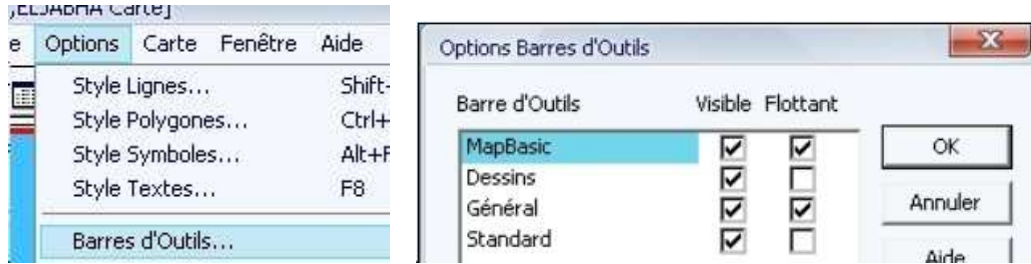 ,ELJABHA Carte]
e Options Carte Fenêtre Aide
Style Lignes... Shift-
Style Polygones... Ctrl+
Style Symboles... Alt+F
Style Textes... F8
Barres d'Outils...
Options Barres d'Outils
Barre d'Outils Visible Flottant
MapBasic
Dessins
Général
Standard
OK
Annuler
Aide